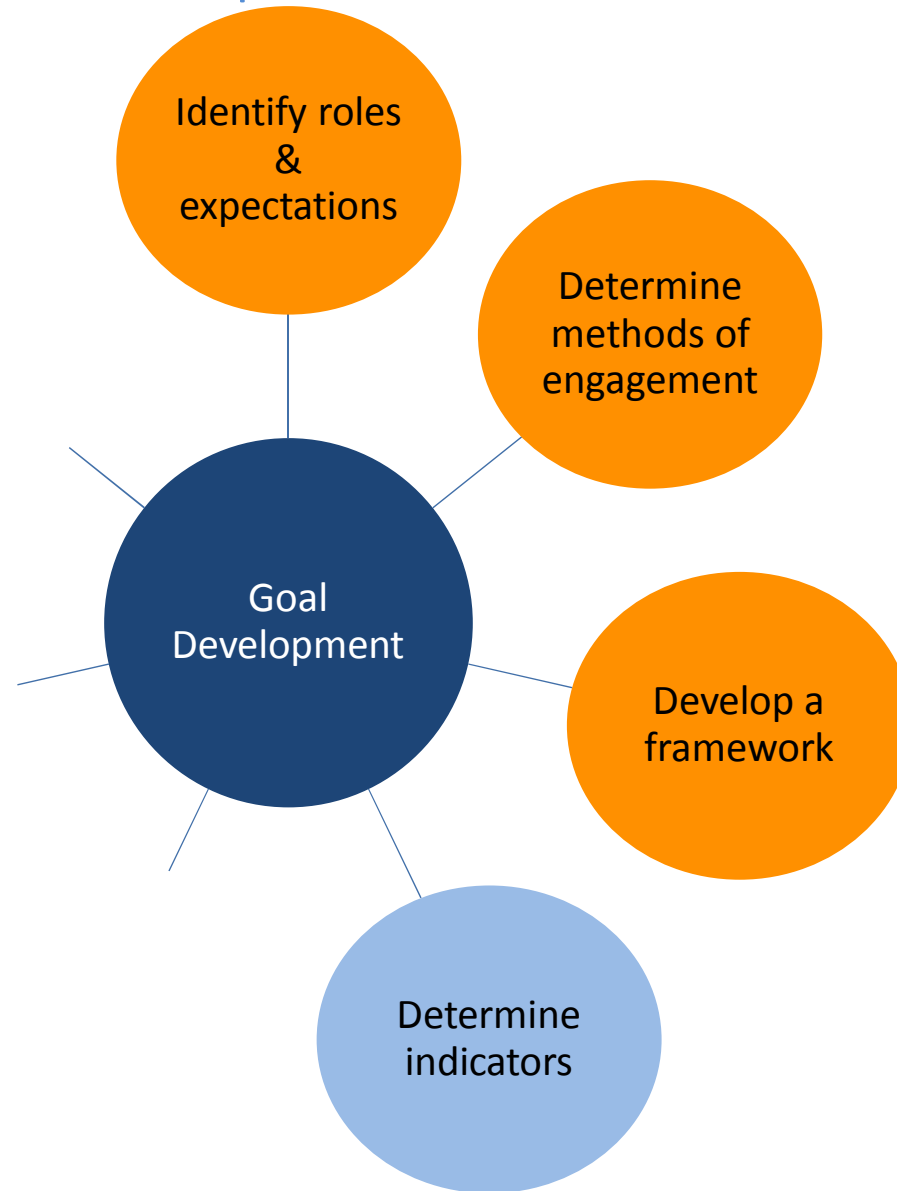 Identify roles
&
expectations
Determine
methods of
engagement
Goal
Development
Develop a
framework
Determine
indicators